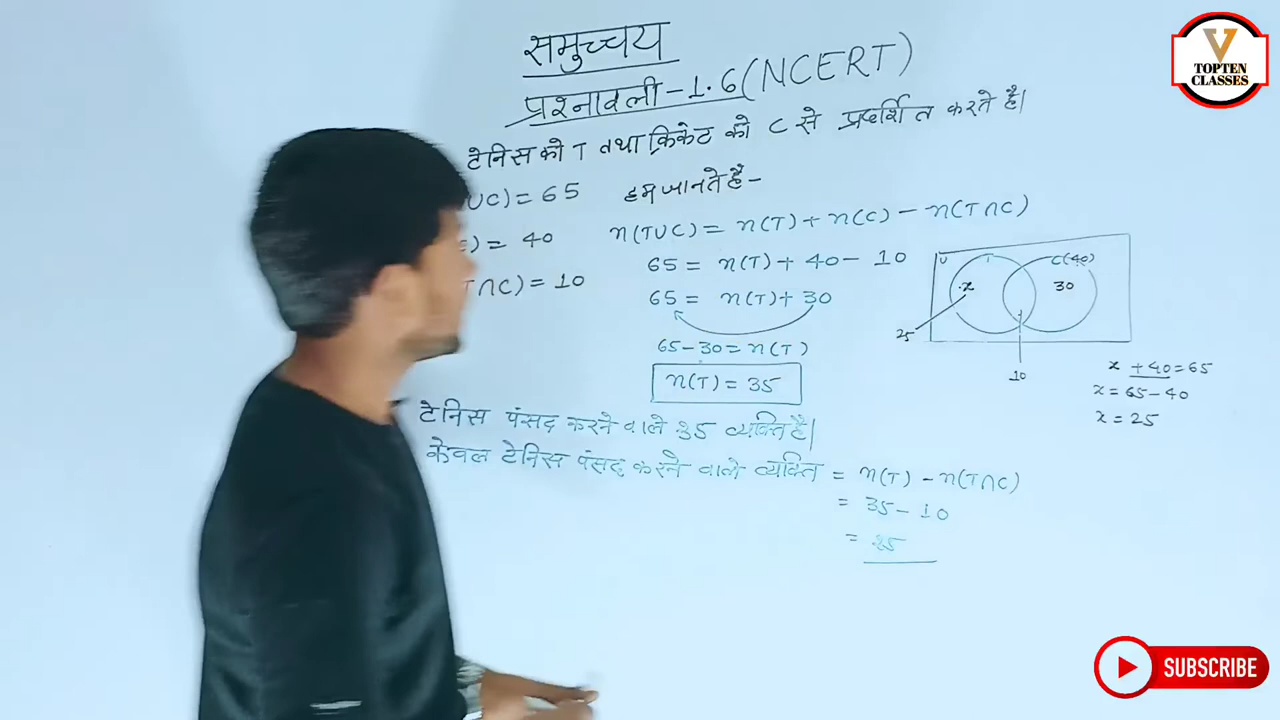 समुच्चय
प्रश्नावली-1.6(NCERT)
टेनिस को T तथा क्रिकेट को C से प्रदर्शित करते है।
UC) = 65
हम जानते हैं -
n(TUC) = n(T) + n(C) - n(T∩C)
) = 40
65 = n(T) + 40 - 10
T∩C) = 10
65 = n(T) + 30
65 - 30 = n(T)
n(T) = 35
U
T
C(40)
x
30
25
10
x + 40 = 65
x = 65 - 40
x = 25
टेनिस पंसद करने वाले 35 व्यक्ति है।
केवल टेनिस पंसद करने वाले व्यक्ति = n(T) - n(T∩C)
= 35 - 10
= 25
V
TOPTEN
CLASSES
SUBSCRIBE